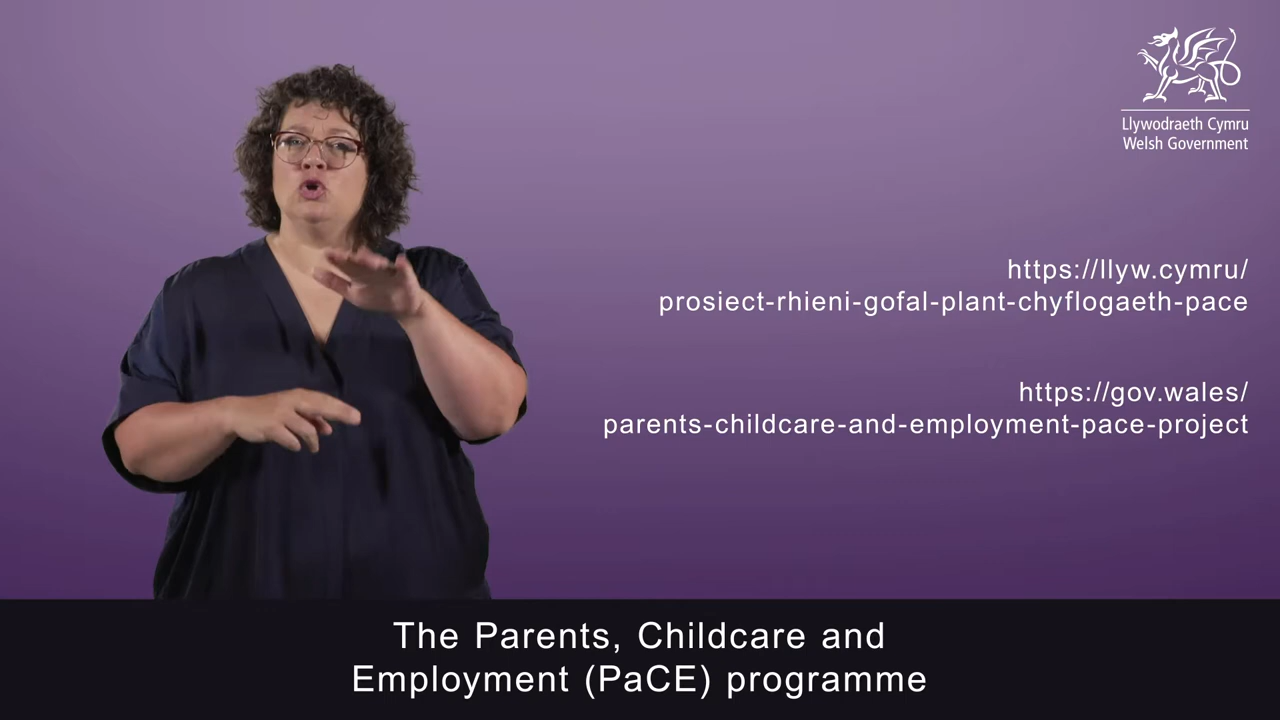 Llywodraeth Cymru
Welsh Government
https://llyw.cymru/
prosiect-rhieni-gofal-plant-chyflogaeth-pace
https://gov.wales/
parents-childcare-and-employment-pace-project
The Parents, Childcare and
Employment (PaCE) programme